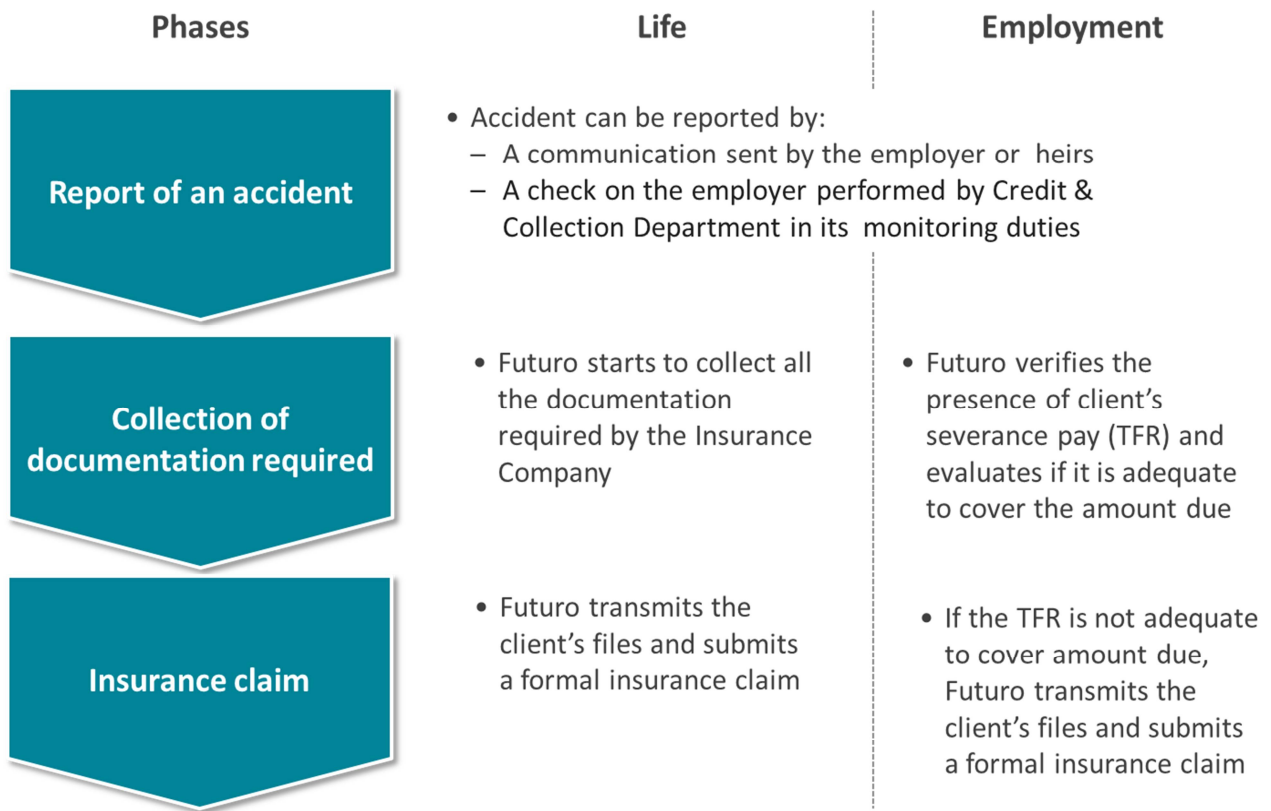 Phases
Life
Employment
Report of an accident
• Accident can be reported by:
– A communication sent by the employer or heirs
– A check on the employer performed by Credit &
Collection Department in its monitoring duties
Collection of
documentation required
• Futuro starts to collect all
the documentation
required by the Insurance
Company
• Futuro verifies the
presence of client’s
severance pay (TFR) and
evaluates if it is adequate
to cover the amount due
Insurance claim
• Futuro transmits the
client’s files and submits
a formal insurance claim
• If the TFR is not adequate
to cover amount due,
Futuro transmits the
client’s files and submits
a formal insurance claim